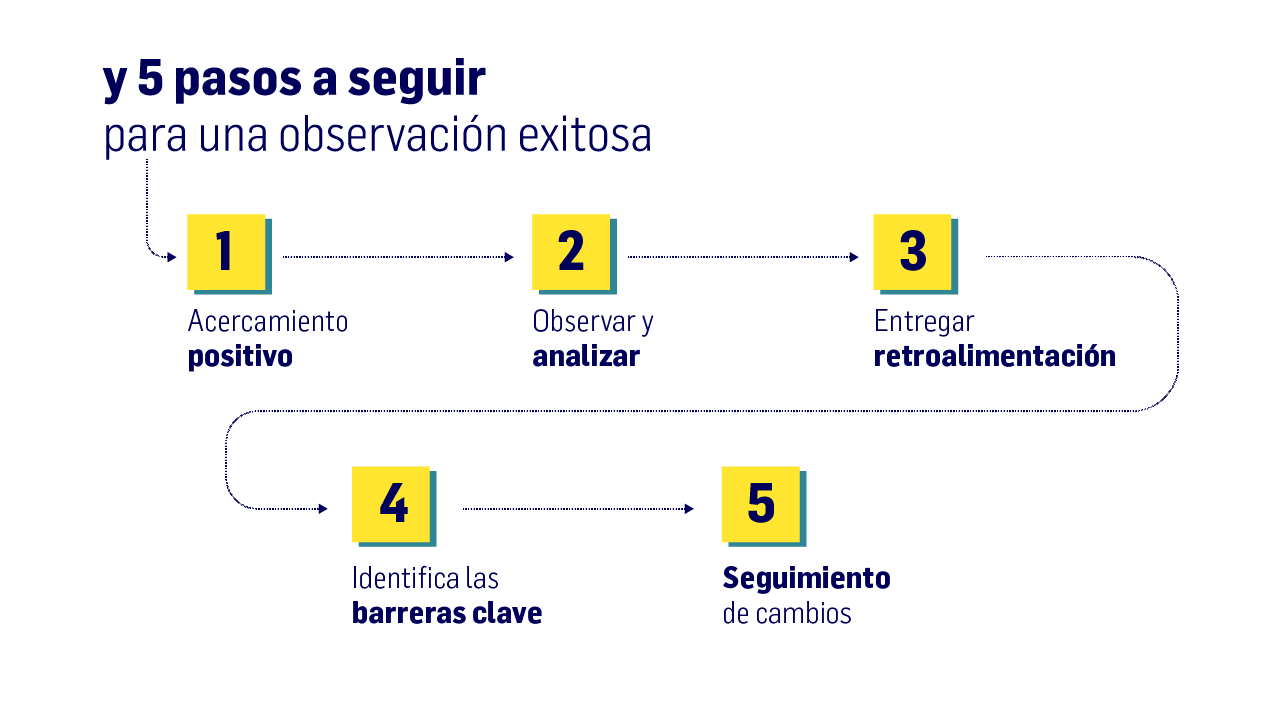 y 5 pasos a seguir
para una observación exitosa
1
Acercamiento
positivo
2
Observar y
analizar
3
Entregar
retroalimentación
4
Identifica las
barreras clave
5
Seguimiento
de cambios